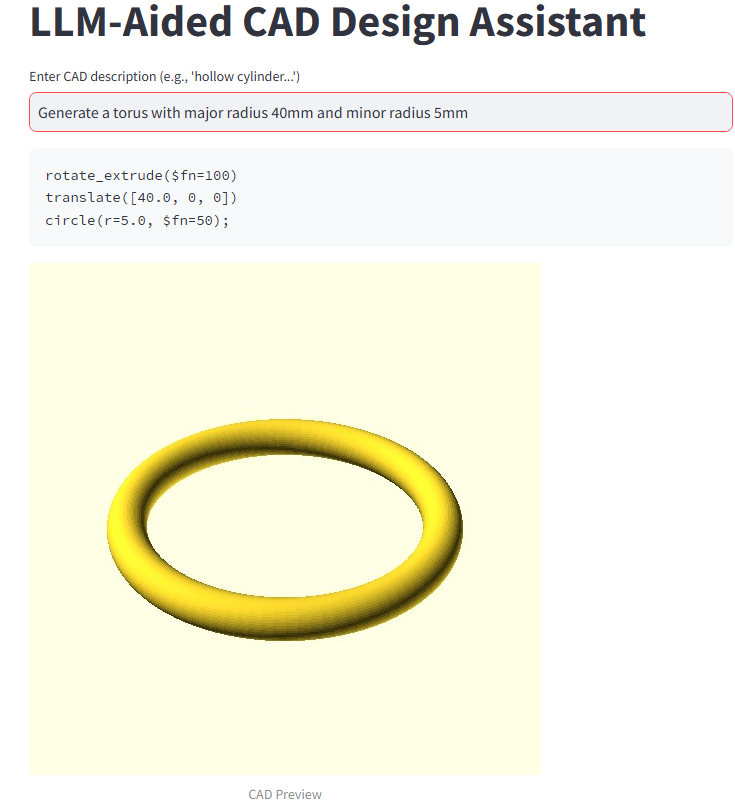 LLM-Aided CAD Design Assistant
Enter CAD description (e.g., 'hollow cylinder...')
Generate a torus with major radius 40mm and minor radius 5mm
rotate_extrude($fn=100)
translate([40.0, 0, 0])
circle(r=5.0, $fn=50);
CAD Preview